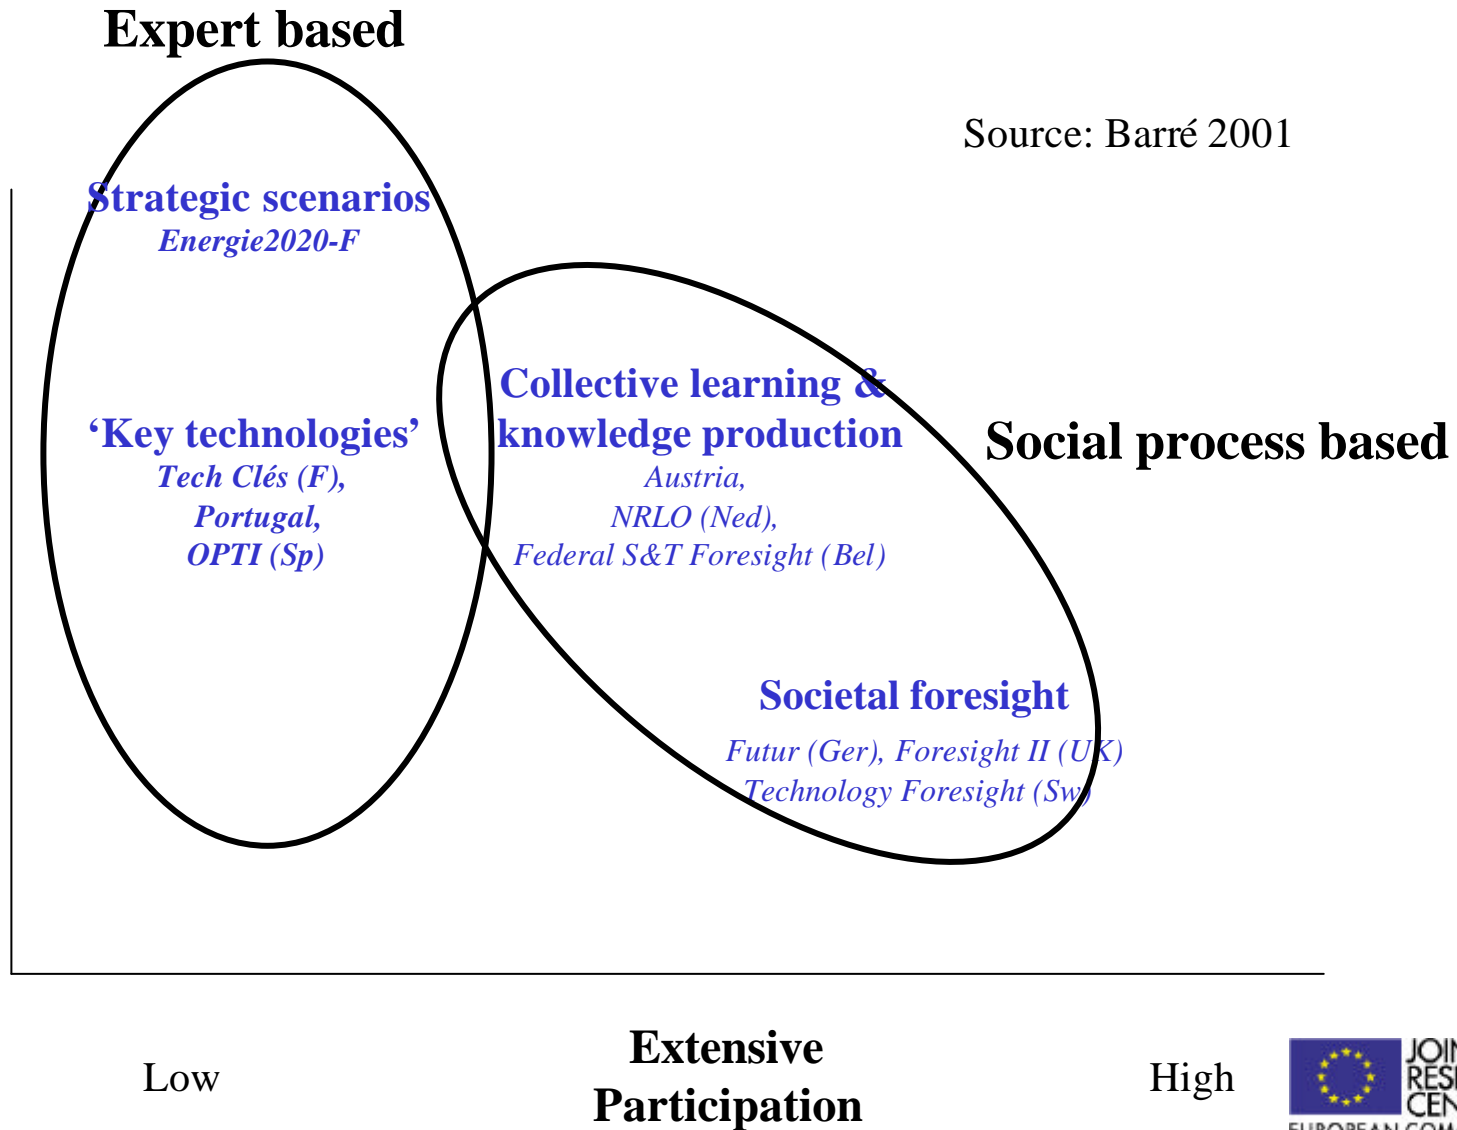 Expert based
Source: Barré 2001
Strategic scenarios
Energie2020-F
Collective learning &
knowledge production
Austria,
NRLO (Ned),
Federal S&T Foresight (Bel)
‘Key technologies’
Tech Clés (F),
Portugal,
OPTI (Sp)
Social process based
Societal foresight
Futur (Ger), Foresight II (UK)
Technology Foresight (Sw)
Low
Extensive
Participation
High